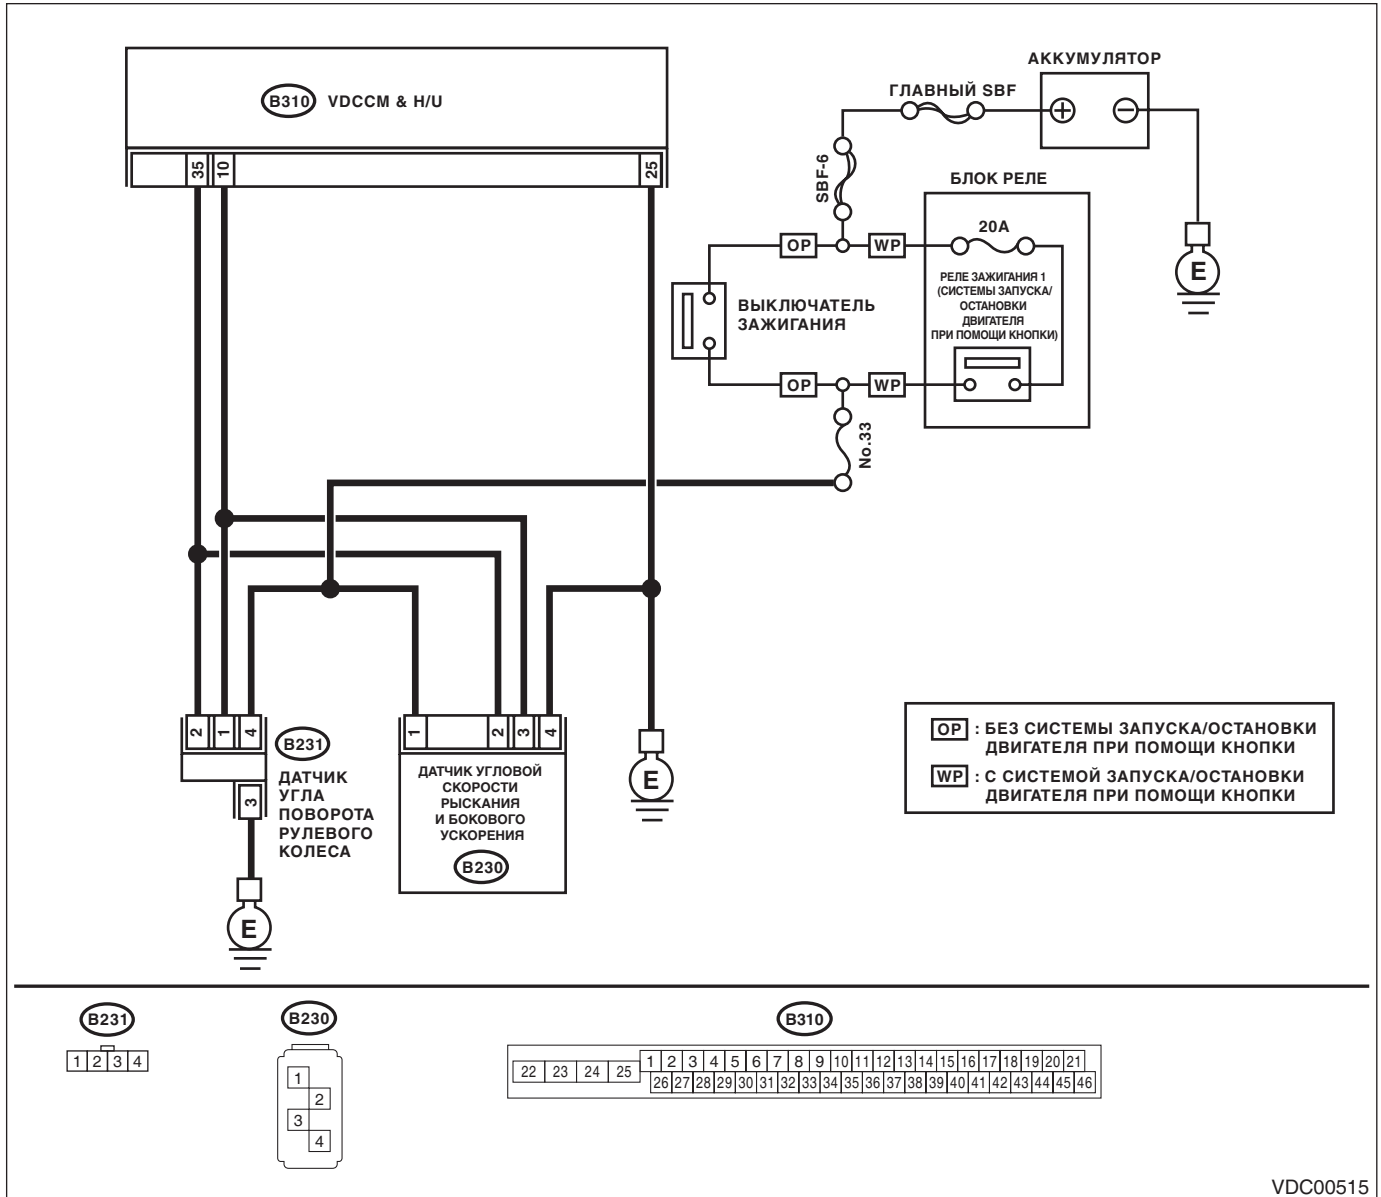 B310 VDCCM & H/U
35 10 25
АККУМУЛЯТОР
ГЛАВНЫЙ SBF
+ −
SBF-6
БЛОК РЕЛЕ
20A
OP WP
E
РЕЛЕ ЗАЖИГАНИЯ 1
(СИСТЕМЫ ЗАПУСКА/
ОСТАНОВКИ
ДВИГАТЕЛЯ
ПРИ ПОМОЩИ КНОПКИ)
ВЫКЛЮЧАТЕЛЬ
ЗАЖИГАНИЯ
OP WP
No.33
2 1 4
B231
ДАТЧИК
УГЛА
ПОВОРОТА
РУЛЕВОГО
КОЛЕСА
3
E
1 2 3 4
ДАТЧИК УГЛОВОЙ
СКОРОСТИ
РЫСКАНИЯ
И БОКОВОГО
УСКОРЕНИЯ
B230
E
OP : БЕЗ СИСТЕМЫ ЗАПУСКА/ОСТАНОВКИ
ДВИГАТЕЛЯ ПРИ ПОМОЩИ КНОПКИ
WP : С СИСТЕМОЙ ЗАПУСКА/ОСТАНОВКИ
ДВИГАТЕЛЯ ПРИ ПОМОЩИ КНОПКИ
B231
1 2 3 4
B230
1
2
3
4
B310
22 23 24 25
1 2 3 4 5 6 7 8 9 10 11 12 13 14 15 16 17 18 19 20 21
26 27 28 29 30 31 32 33 34 35 36 37 38 39 40 41 42 43 44 45 46
VDC00515